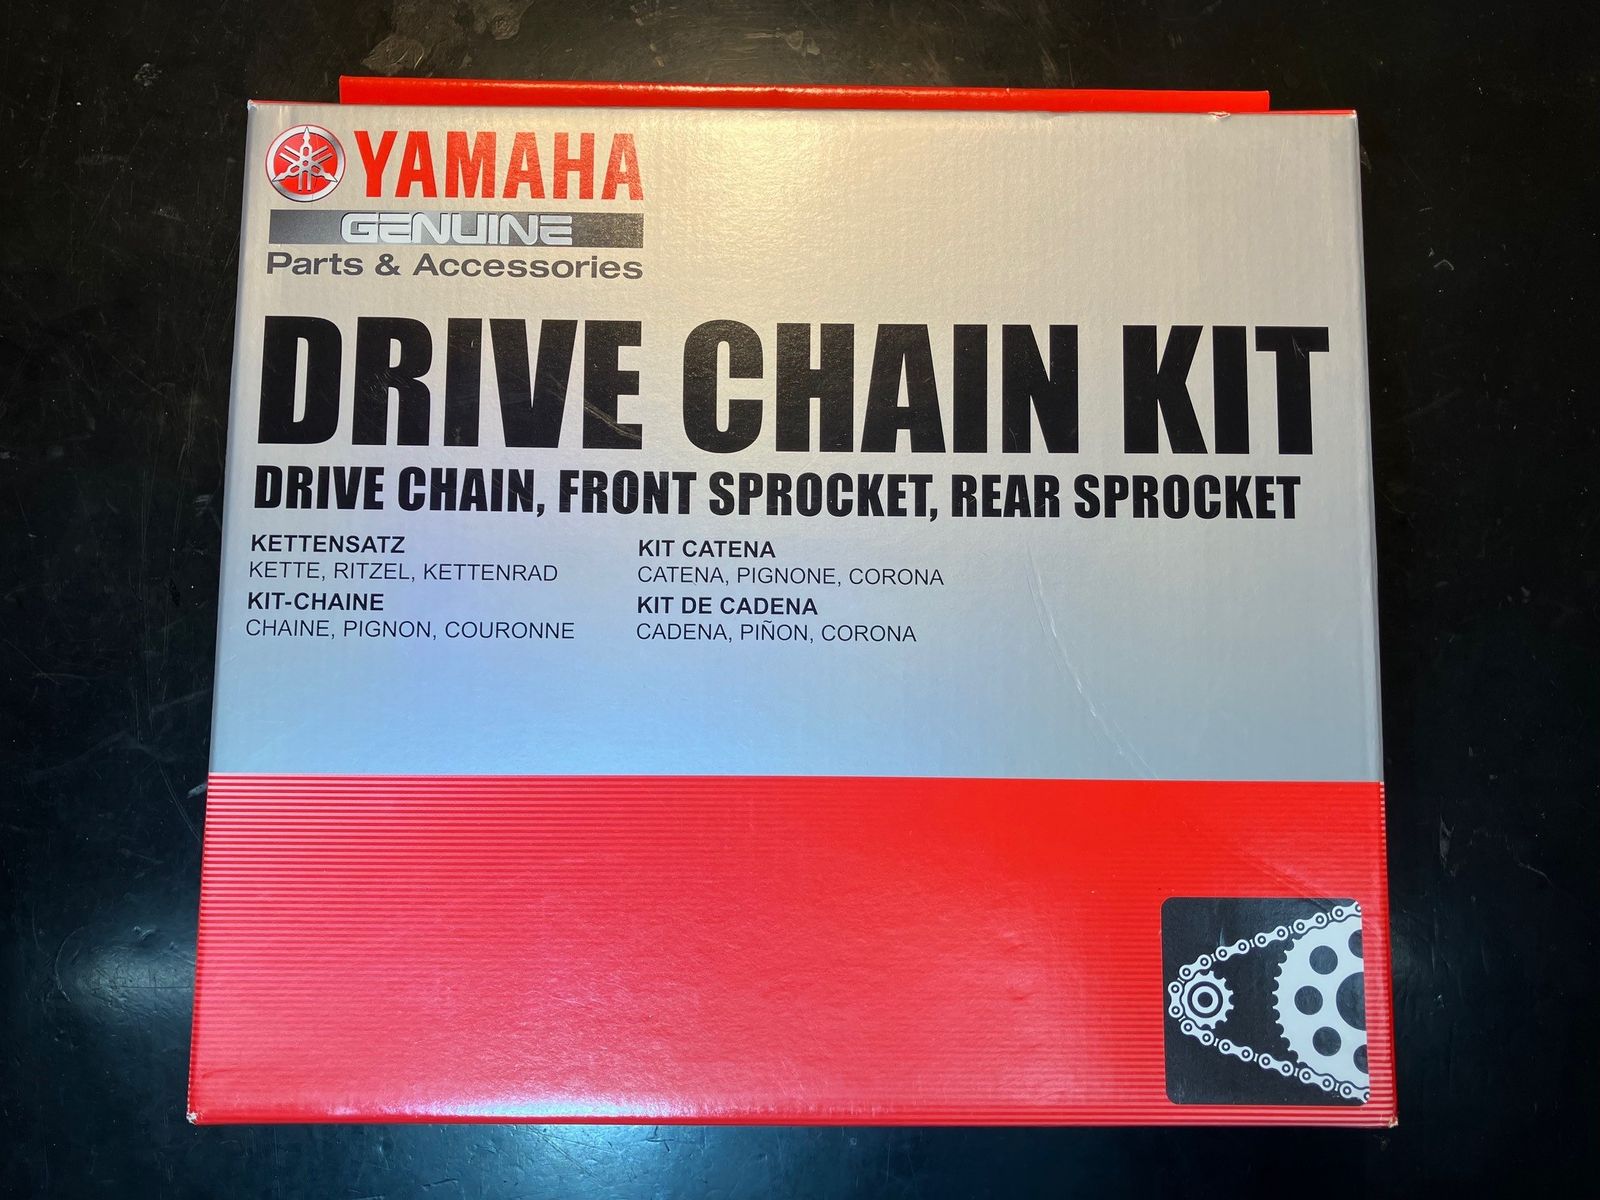 YAMAHA
GENUINE
Parts & Accessories
DRIVE CHAIN KIT
DRIVE CHAIN, FRONT SPROCKET, REAR SPROCKET
KETTENSATZ
KETTE, RITZEL, KETTENRAD
KIT-CHAINE
CHAINE, PIGNON, COURONNE
KIT CATENA
CATENA, PIGNONE, CORONA
KIT DE CADENA
CADENA, PIÑON, CORONA